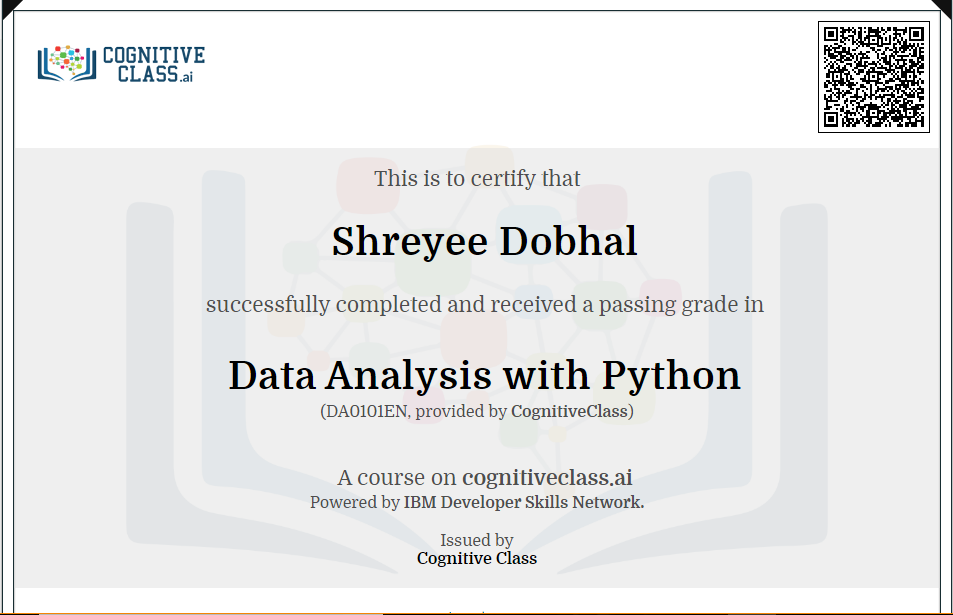 COGNITIVE
CLASS.ai
This is to certify that
Shreyee Dobhal
successfully completed and received a passing grade in
Data Analysis with Python
(DA0101EN, provided by CognitiveClass)
A course on cognitiveclass.ai
Powered by IBM Developer Skills Network.
Issued by
Cognitive Class